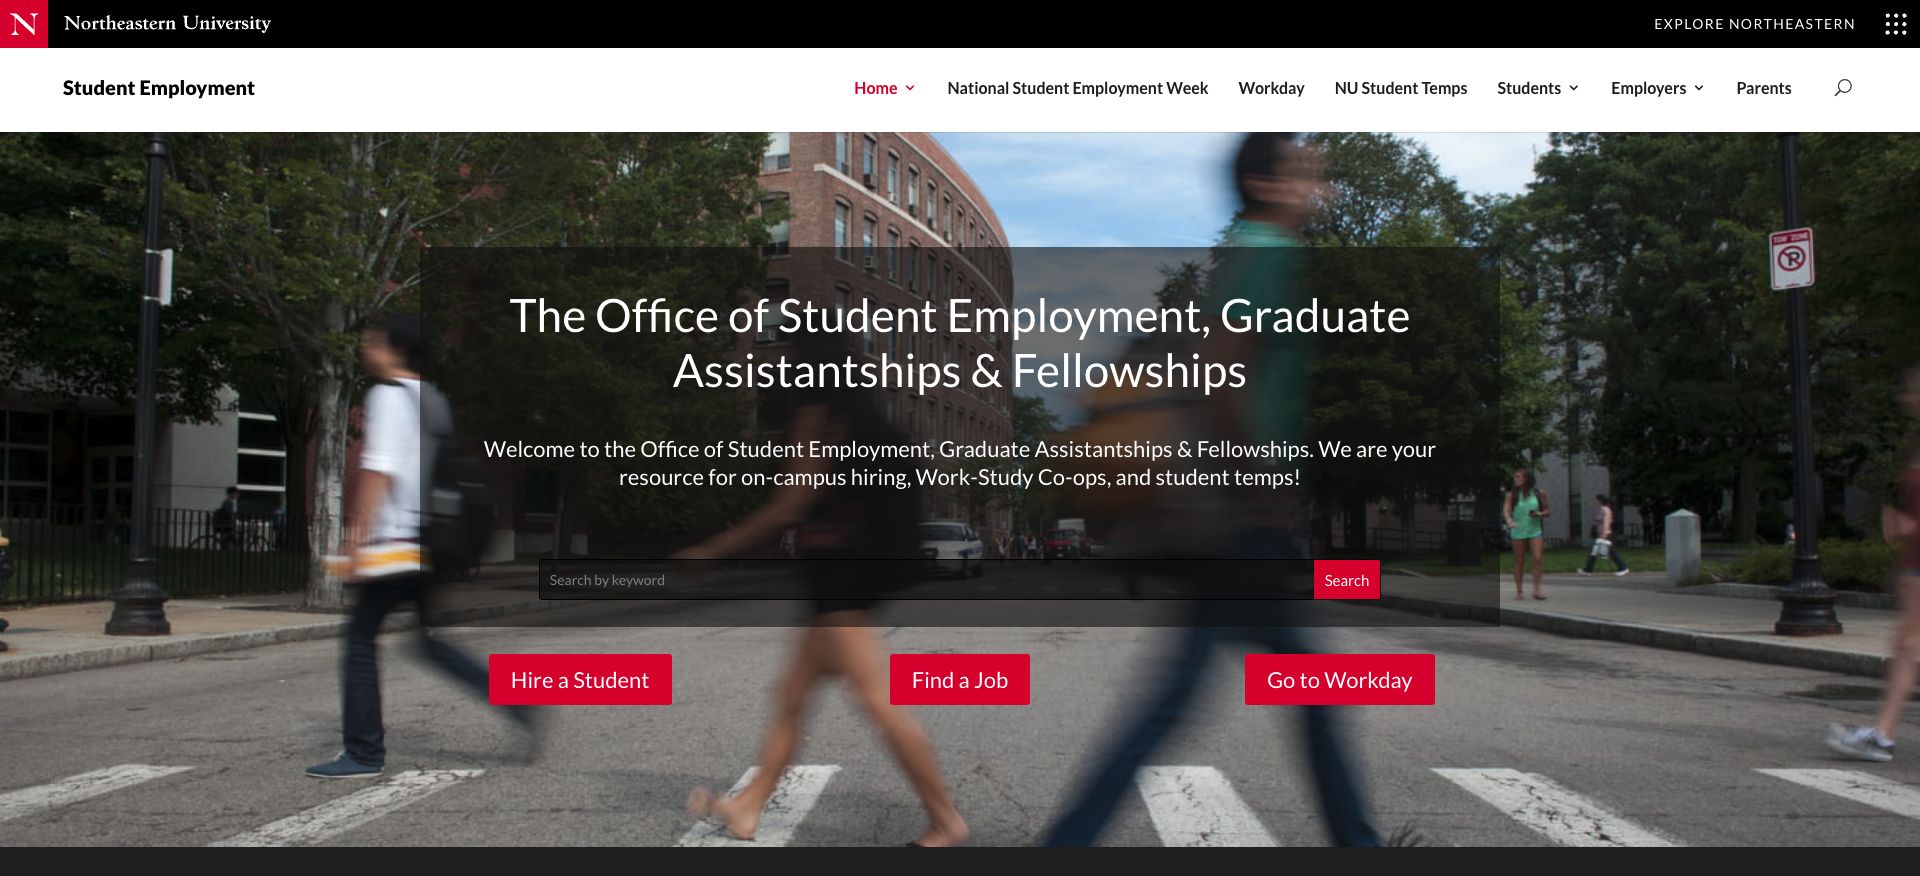 N Northeastern University
EXPLORE NORTHEASTERN
Student Employment
Home
National Student Employment Week
Workday
NU Student Temps
Students
Employers
Parents
TOW ZONE
The Office of Student Employment, Graduate
Assistantships & Fellowships
Welcome to the Office of Student Employment, Graduate Assistantships & Fellowships. We are your
resource for on-campus hiring, Work-Study Co-ops, and student temps!
Search by keyword
Search
Hire a Student
Find a Job
Go to Workday